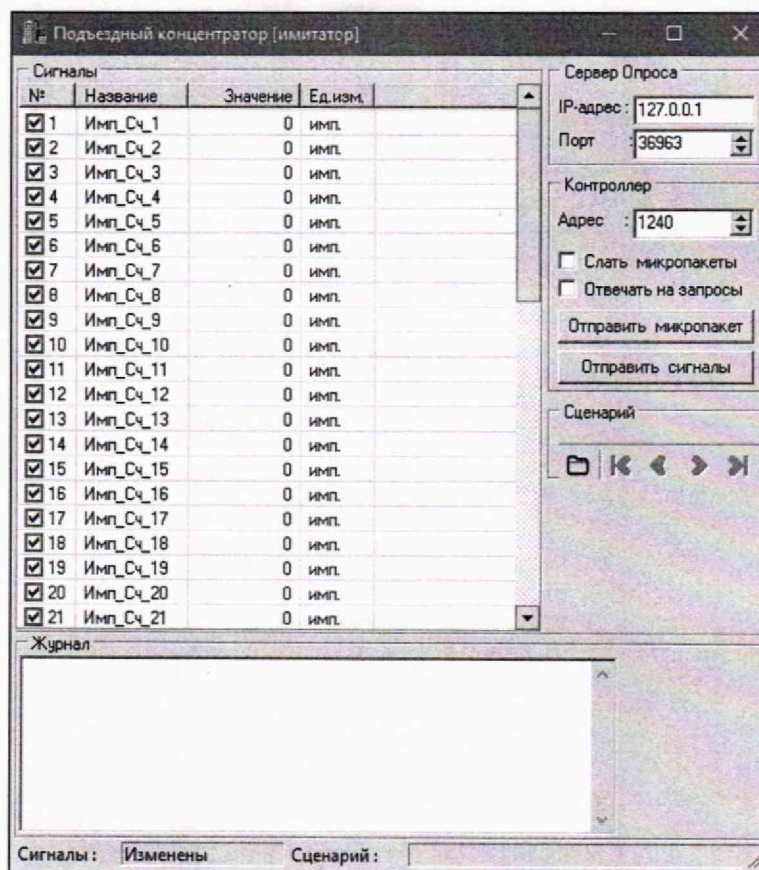 Подъездный концентратор [имитатор]
Сигналы
№ Название Значение Ед.изм.
1 Имп_Сч_1 0 имп.
2 Имп_Сч_2 0 имп.
3 Имп_Сч_3 0 имп.
4 Имп_Сч_4 0 имп.
5 Имп_Сч_5 0 имп.
6 Имп_Сч_6 0 имп.
7 Имп_Сч_7 0 имп.
8 Имп_Сч_8 0 имп.
9 Имп_Сч_9 0 имп.
10 Имп_Сч_10 0 имп.
11 Имп_Сч_11 0 имп.
12 Имп_Сч_12 0 имп.
13 Имп_Сч_13 0 имп.
14 Имп_Сч_14 0 имп.
15 Имп_Сч_15 0 имп.
16 Имп_Сч_16 0 имп.
17 Имп_Сч_17 0 имп.
18 Имп_Сч_18 0 имп.
19 Имп_Сч_19 0 имп.
20 Имп_Сч_20 0 имп.
21 Имп_Сч_21 0 имп.
Сервер Опроса
IP-адрес : 127.0.0.1
Порт : 36963
Контроллер
Адрес : 1240
Слать микропакеты
Отвечать на запросы
Отправить микропакет
Отправить сигналы
Сценарий
Журнал
Сигналы : Изменены Сценарий :